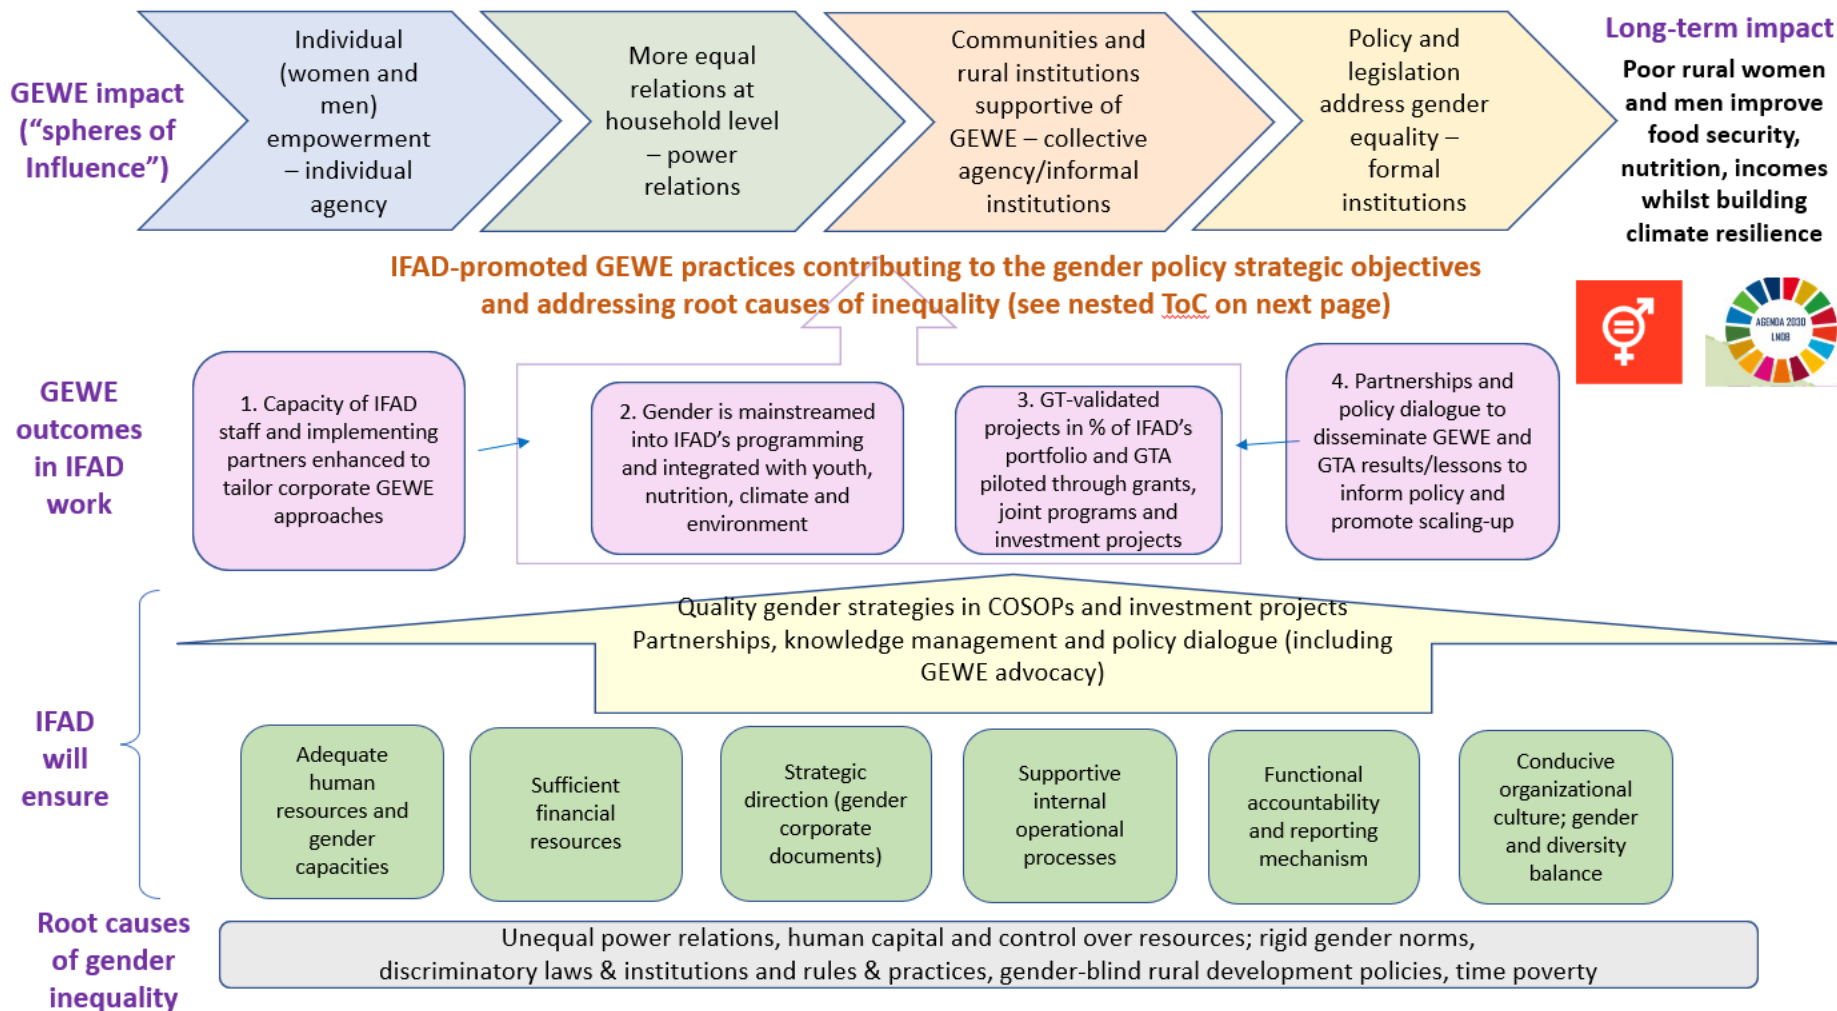 GEWE impact
(“spheres of
Influence”)
Individual
(women and
men)
empowerment
– individual
agency
More equal
relations at
household level
– power
relations
Communities and
rural institutions
supportive of
GEWE – collective
agency/informal
institutions
Policy and
legislation
address gender
equality –
formal
institutions
Long-term impact
Poor rural women
and men improve
food security,
nutrition, incomes
whilst building
climate resilience
IFAD-promoted GEWE practices contributing to the gender policy strategic objectives
and addressing root causes of inequality (see nested ToC on next page)
AGENDA 2030
LNOB
GEWE
outcomes
in IFAD
work
1. Capacity of IFAD
staff and implementing
partners enhanced to
tailor corporate GEWE
approaches
2. Gender is mainstreamed
into IFAD’s programming
and integrated with youth,
nutrition, climate and
environment
3. GT-validated
projects in % of IFAD’s
portfolio and GTA
piloted through grants,
joint programs and
investment projects
4. Partnerships and
policy dialogue to
disseminate GEWE and
GTA results/lessons to
inform policy and
promote scaling-up
Quality gender strategies in COSOPs and investment projects
Partnerships, knowledge management and policy dialogue (including
GEWE advocacy)
IFAD
will
ensure
Adequate
human
resources and
gender
capacities
Sufficient
financial
resources
Strategic
direction (gender
corporate
documents)
Supportive
internal
operational
processes
Functional
accountability
and reporting
mechanism
Conducive
organizational
culture; gender
and diversity
balance
Root causes
of gender
inequality
Unequal power relations, human capital and control over resources; rigid gender norms,
discriminatory laws & institutions and rules & practices, gender-blind rural development policies, time poverty